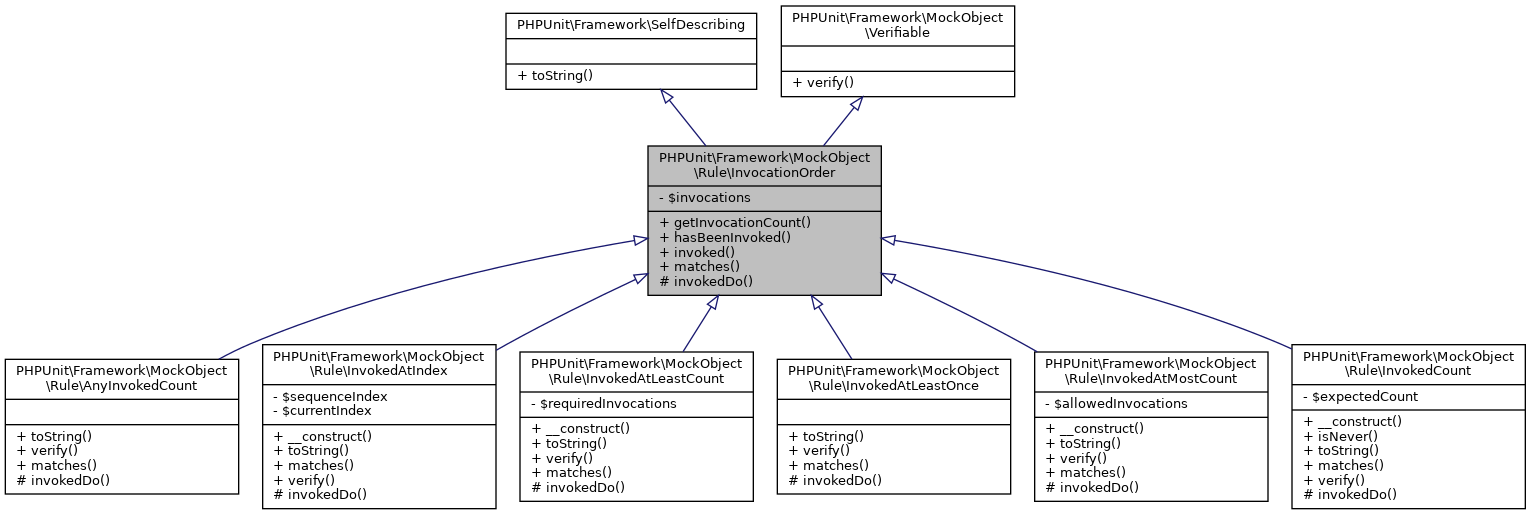 PHPUnit\Framework\SelfDescribing
+ toString()
PHPUnit\Framework\MockObject
\Verifiable
+ verify()
PHPUnit\Framework\MockObject
\Rule\InvocationOrder
- $invocations
+ getInvocationCount()
+ hasBeenInvoked()
+ invoked()
+ matches()
# invokedDo()
PHPUnit\Framework\MockObject
\Rule\AnyInvokedCount
+ toString()
+ verify()
+ matches()
# invokedDo()
PHPUnit\Framework\MockObject
\Rule\InvokedAtIndex
- $sequenceIndex
- $currentIndex
+ __construct()
+ toString()
+ matches()
+ verify()
# invokedDo()
PHPUnit\Framework\MockObject
\Rule\InvokedAtLeastCount
- $requiredInvocations
+ __construct()
+ toString()
+ verify()
+ matches()
# invokedDo()
PHPUnit\Framework\MockObject
\Rule\InvokedAtLeastOnce
+ toString()
+ verify()
+ matches()
# invokedDo()
PHPUnit\Framework\MockObject
\Rule\InvokedAtMostCount
- $allowedInvocations
+ __construct()
+ toString()
+ verify()
+ matches()
# invokedDo()
PHPUnit\Framework\MockObject
\Rule\InvokedCount
- $expectedCount
+ __construct()
+ isNever()
+ toString()
+ matches()
+ verify()
# invokedDo()